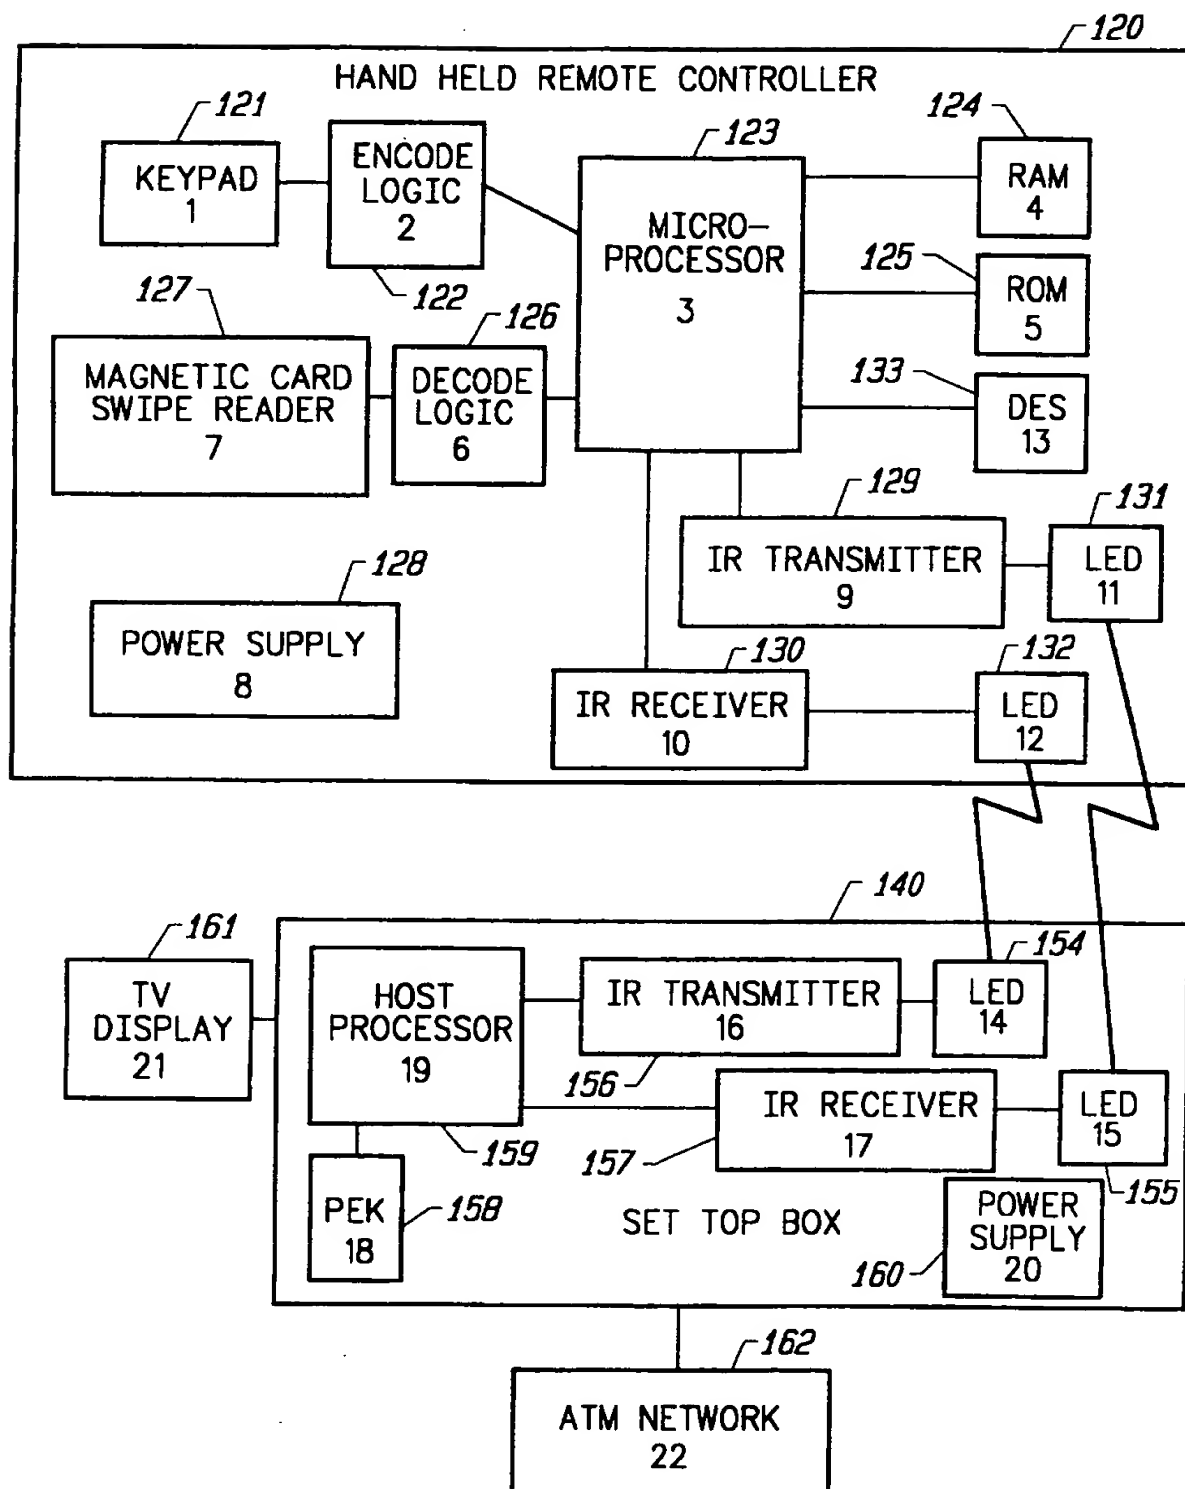 120
HAND HELD REMOTE CONTROLLER
121
KEYPAD
1
ENCODE
LOGIC
2
122
123
MICRO-
PROCESSOR
3
124
RAM
4
125
ROM
5
127
MAGNETIC CARD
SWIPE READER
7
126
DECODE
LOGIC
6
133
DES
13
129
IR TRANSMITTER
9
131
LED
11
128
POWER SUPPLY
8
130
IR RECEIVER
10
132
LED
12
140
161
TV
DISPLAY
21
HOST
PROCESSOR
19
159
IR TRANSMITTER
16
156
154
LED
14
IR RECEIVER
17
157
LED
15
155
PEK
18
158
SET TOP BOX
POWER
SUPPLY
20
160
162
ATM NETWORK
22